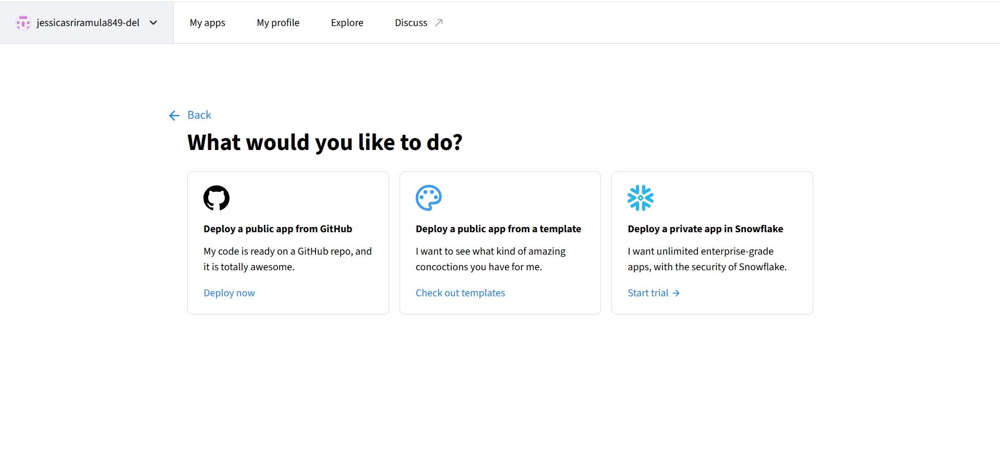 jessicasriramula849-del My apps My profile Explore Discuss
Back
What would you like to do?
Deploy a public app from GitHub
My code is ready on a GitHub repo, and
it is totally awesome.
Deploy now
Deploy a public app from a template
I want to see what kind of amazing
concoctions you have for me.
Check out templates
Deploy a private app in Snowflake
I want unlimited enterprise-grade
apps, with the security of Snowflake.
Start trial